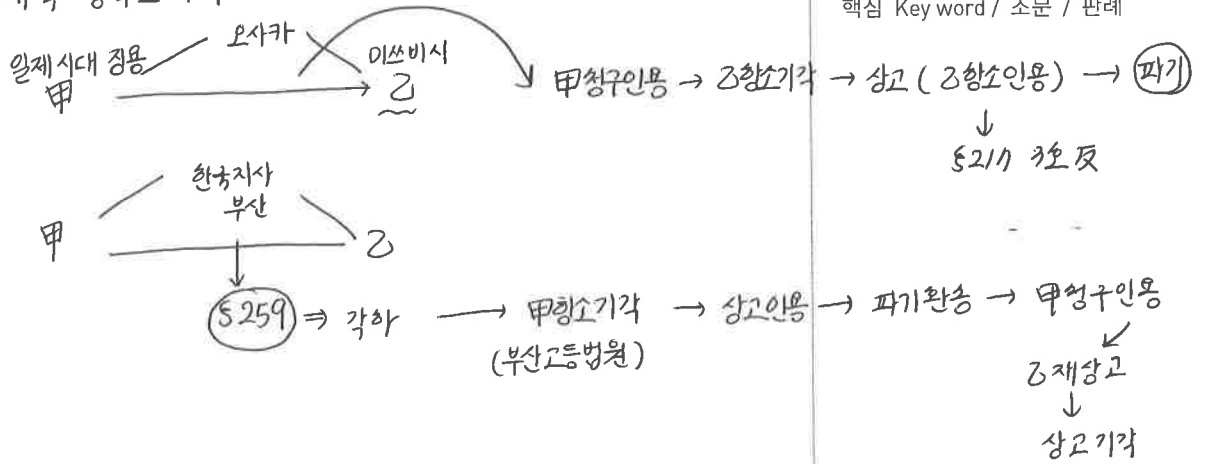 핵심 Key word / 조문 / 판례
일제시대 징용 오사카 미쓰비시
甲 乙 甲청구인용 → 乙항소기각 → 상고 (乙항소인용) → 파기
↓
§217 3호 反
한국지사
부산
甲 乙
§259 ⇒ 각하 → 甲항소기각 → 상고인용 → 파기환송 → 甲청구인용
(부산고등법원)
乙재상고
↓
상고기각